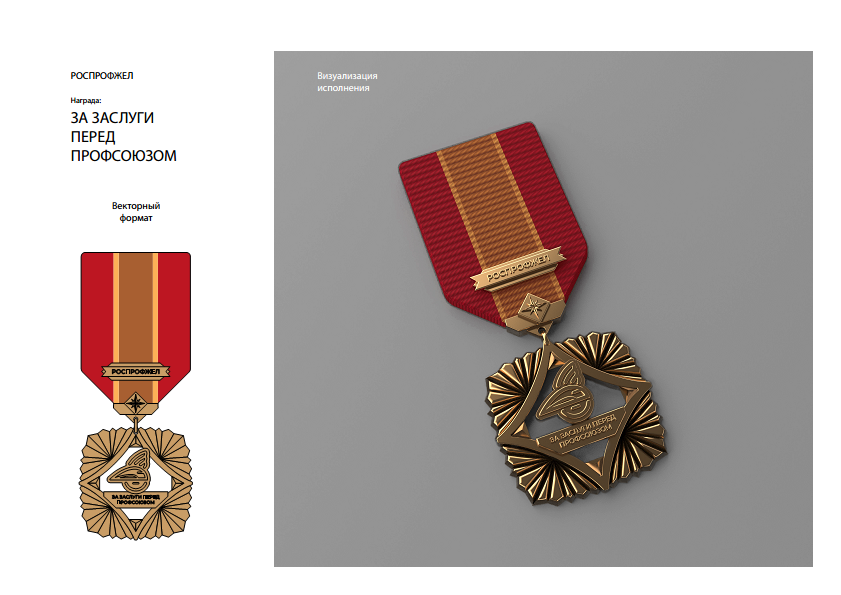 РОСПРОФЖЕЛ
Награда:
ЗА ЗАСЛУГИ
ПЕРЕД
ПРОФСОЮЗОМ
Векторный
формат
РОСПРОФЖЕЛ
ЗА ЗАСЛУГИ ПЕРЕД
ПРОФСОЮЗОМ
Визуализация
исполнения
РОСПРОФЖЕЛ
ЗА ЗАСЛУГИ ПЕРЕД
ПРОФСОЮЗОМ